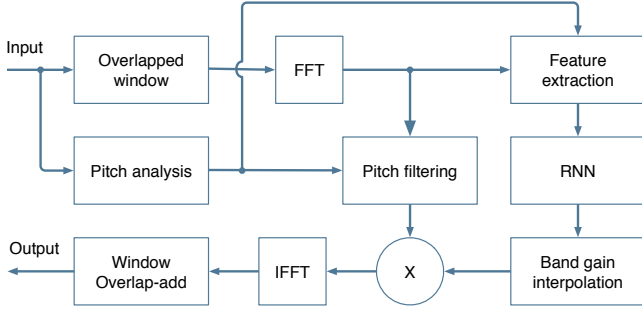 Input
Overlapped
window
FFT
Feature
extraction
Pitch analysis
Pitch filtering
RNN
Output
Window
Overlap-add
IFFT
X
Band gain
interpolation